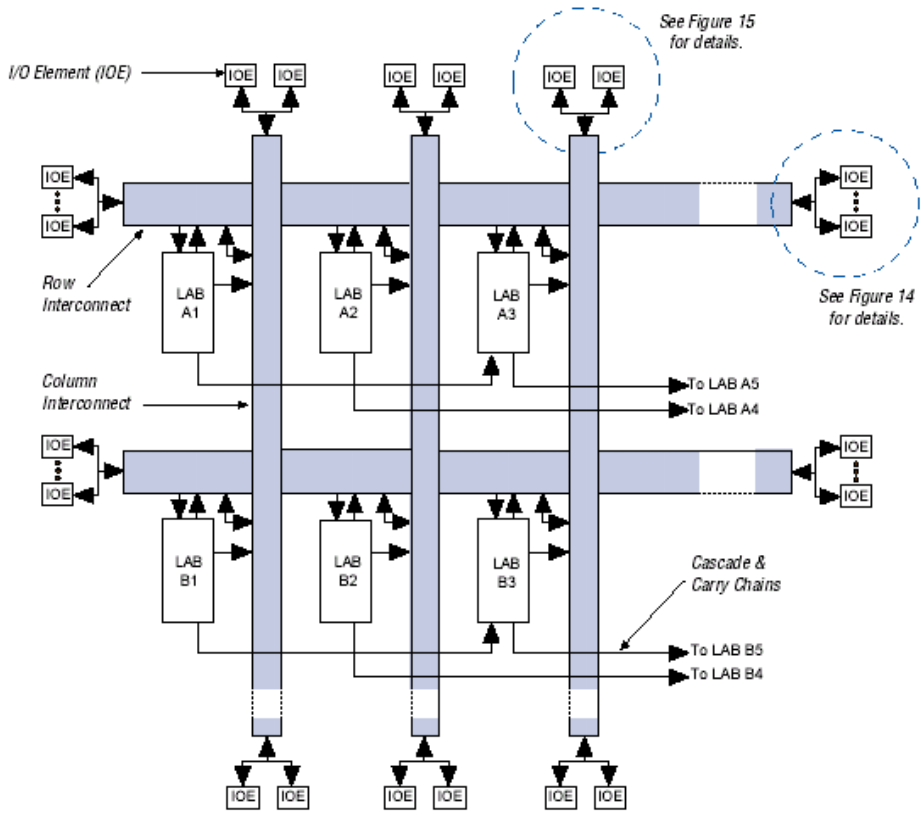 See Figure 15
for details.
I/O Element (IOE)
IOE
IOE
IOE
IOE
IOE
IOE
IOE
IOE
IOE
IOE
Row
Interconnect
LAB
A1
LAB
A2
LAB
A3
See Figure 14
for details.
Column
Interconnect
To LAB A5
To LAB A4
IOE
IOE
IOE
IOE
LAB
B1
LAB
B2
LAB
B3
Cascade &
Carry Chains
To LAB B5
To LAB B4
IOE
IOE
IOE
IOE
IOE
IOE